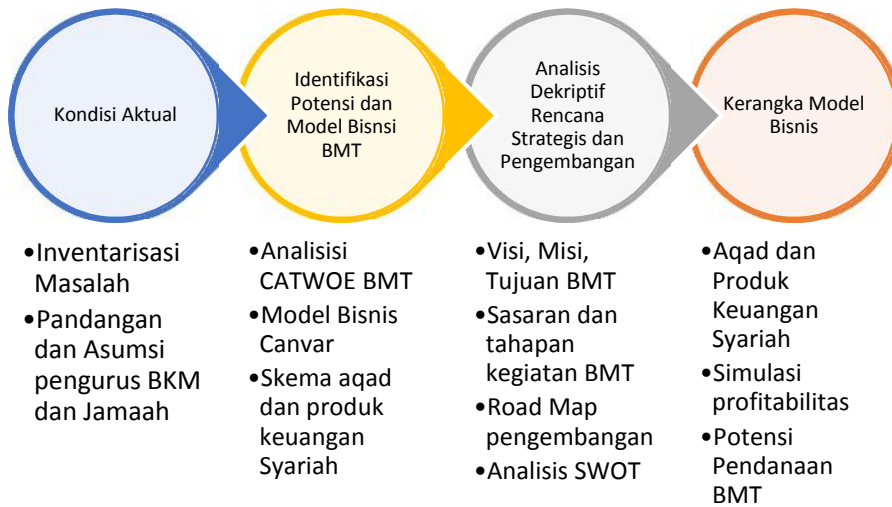 Kondisi Aktual
Identifikasi
Potensi dan
Model Bisnsi
BMT
Analisis
Dekriptif
Rencana
Strategis dan
Pengembangan
Kerangka Model
Bisnis
•Inventarisasi
Masalah
•Pandangan
dan Asumsi
pengurus BKM
dan Jamaah
•Analisisi
CATWOE BMT
•Model Bisnis
Canvar
•Skema aqad
dan produk
keuangan
Syariah
•Visi, Misi,
Tujuan BMT
•Sasaran dan
tahapan
kegiatan BMT
•Road Map
pengembangan
•Analisis SWOT
•Aqad dan
Produk
Keuangan
Syariah
•Simulasi
profitabilitas
•Potensi
Pendanaan
BMT